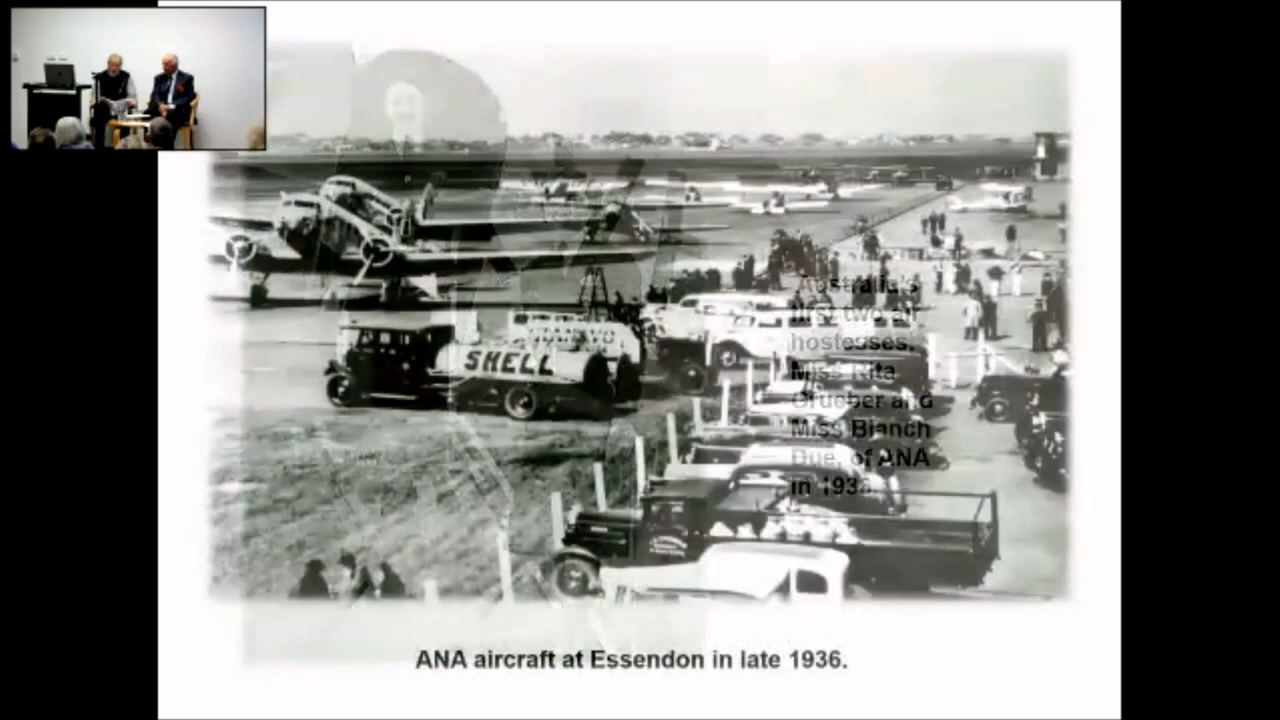 SHELL
Australia's
first two air
hostesses,
Miss Rita
Grueber and
Miss Blanch
Due, of ANA
in 193
ANA aircraft at Essendon in late 1936.